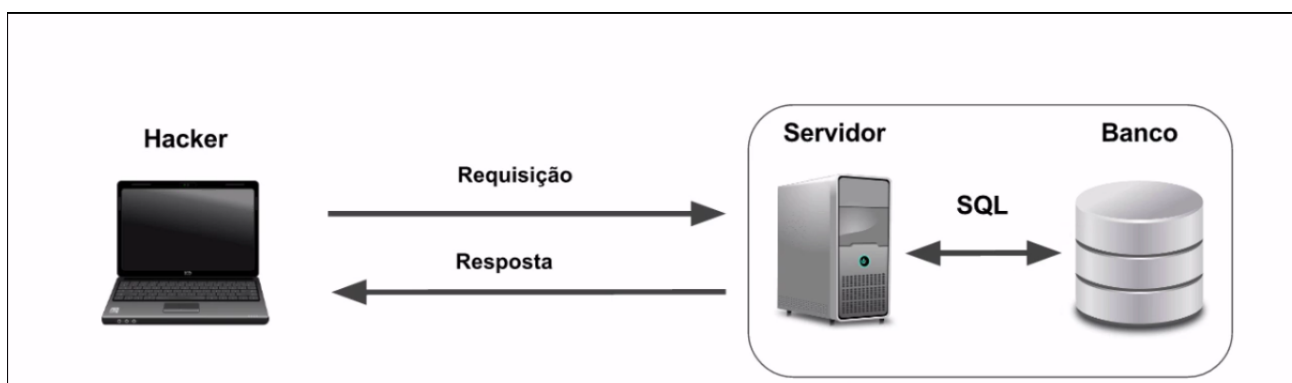 Hacker
Requisição
Resposta
Servidor
Banco
SQL